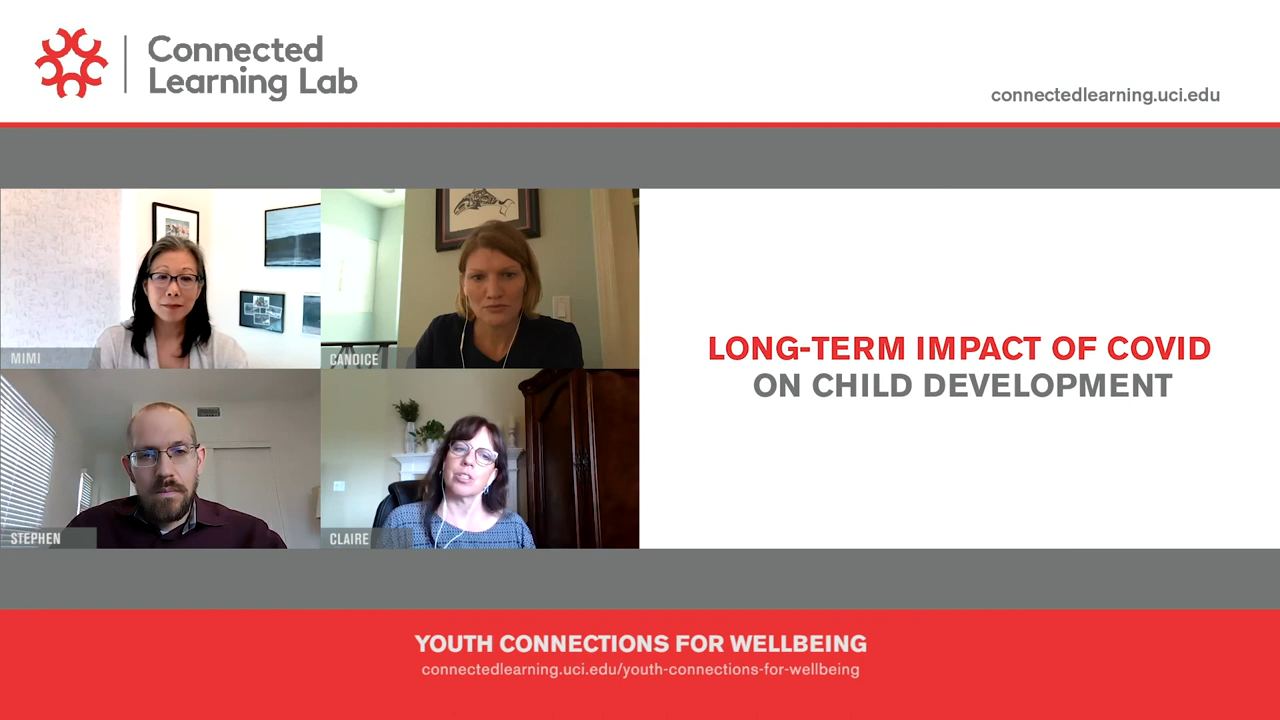 Connected
Learning Lab
connectedlearning.uci.edu
MIMI
CANDICE
STEPHEN
CLAIRE
LONG-TERM IMPACT OF COVID
ON CHILD DEVELOPMENT
YOUTH CONNECTIONS FOR WELLBEING
connectedlearning.uci.edu/youth-connections-for-wellbeing